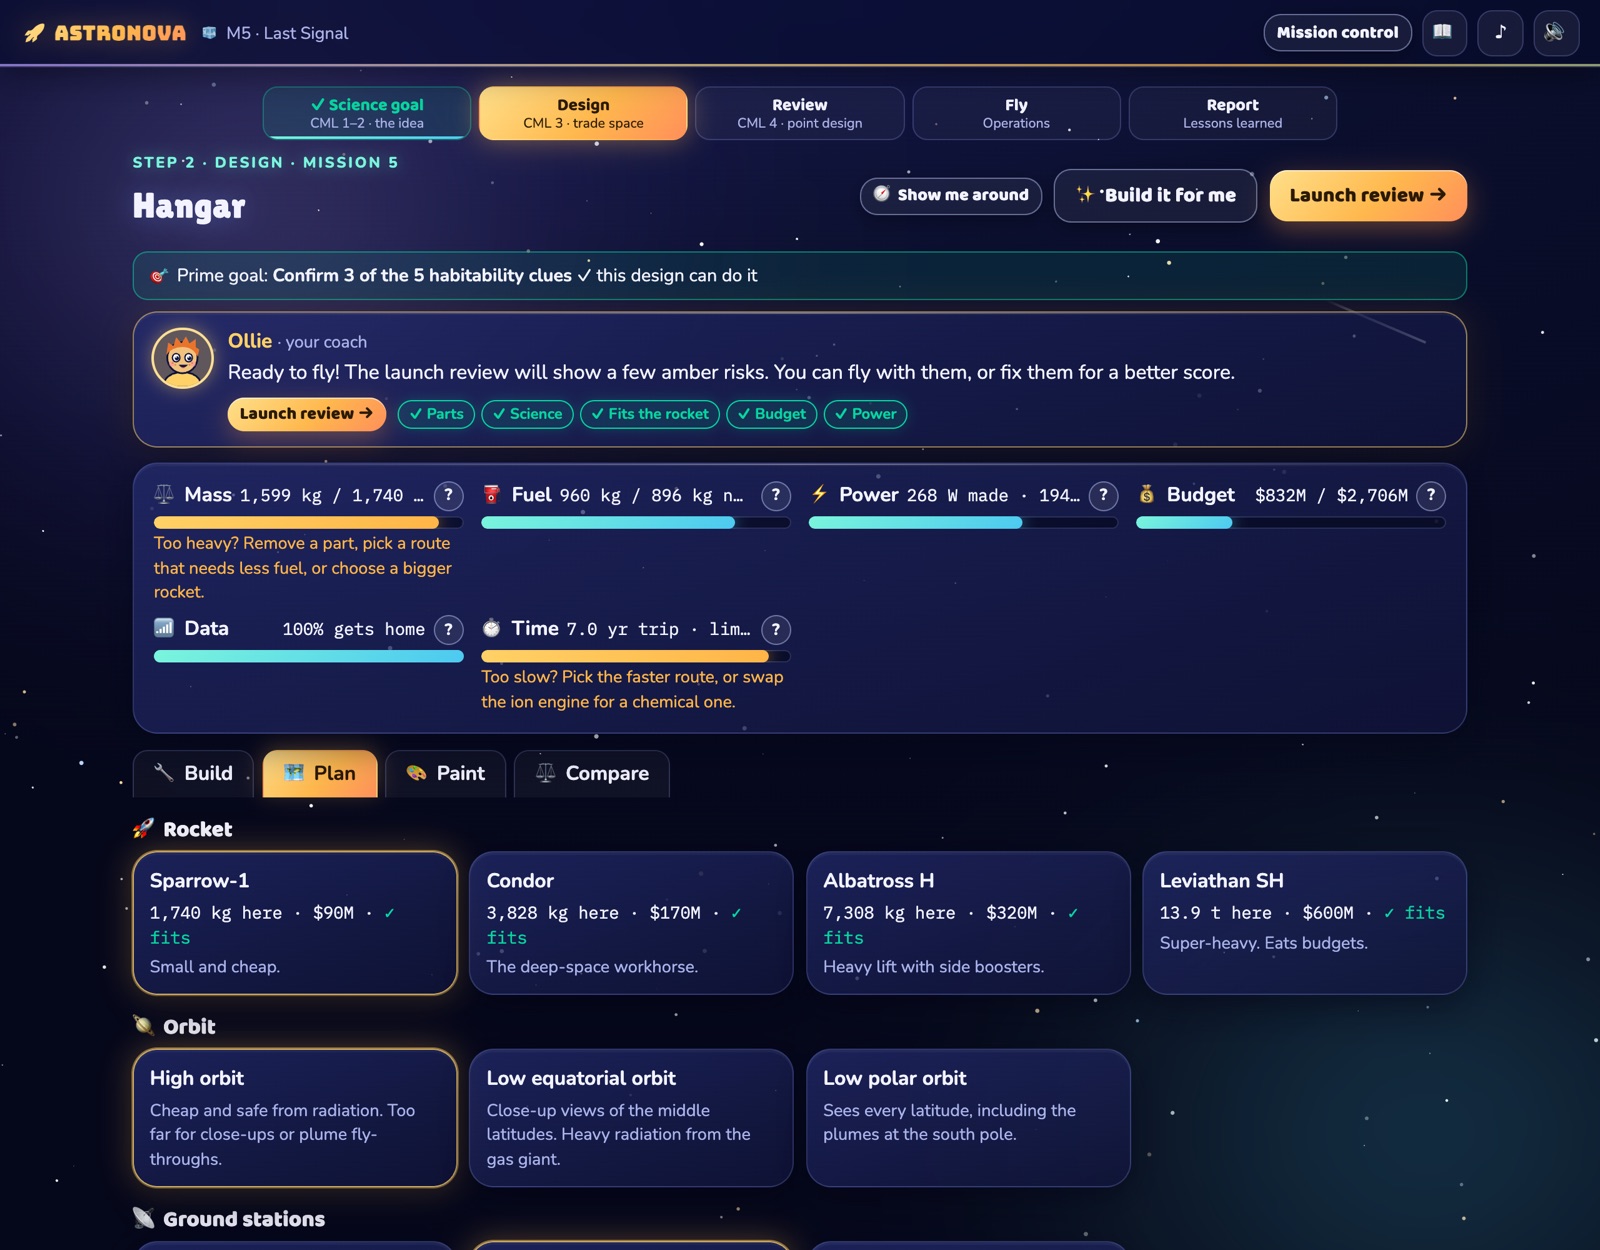 ASTRONOVA
M5 · Last Signal
Mission control
✓ Science goal
CML 1–2 · the idea
Design
CML 3 · trade space
Review
CML 4 · point design
Fly
Operations
Report
Lessons learned
STEP 2 · DESIGN · MISSION 5
Hangar
Show me around
Build it for me
Launch review →
Prime goal: Confirm 3 of the 5 habitability clues ✓ this design can do it
Ollie · your coach
Ready to fly! The launch review will show a few amber risks. You can fly with them, or fix them for a better score.
Launch review →
✓ Parts
✓ Science
✓ Fits the rocket
✓ Budget
✓ Power
Mass 1,599 kg / 1,740 … ?
Too heavy? Remove a part, pick a route
that needs less fuel, or choose a bigger
rocket.
Fuel 960 kg / 896 kg n… ?
Power 268 W made · 194… ?
Budget $832M / $2,706M ?
Data 100% gets home ?
Time 7.0 yr trip · lim… ?
Too slow? Pick the faster route, or swap
the ion engine for a chemical one.
Build
Plan
Paint
Compare
Rocket
Sparrow-1
1,740 kg here · $90M · ✓
fits
Small and cheap.
Condor
3,828 kg here · $170M · ✓
fits
The deep-space workhorse.
Albatross H
7,308 kg here · $320M · ✓
fits
Heavy lift with side boosters.
Leviathan SH
13.9 t here · $600M · ✓ fits
Super-heavy. Eats budgets.
Orbit
High orbit
Cheap and safe from radiation. Too
far for close-ups or plume fly-
throughs.
Low equatorial orbit
Close-up views of the middle
latitudes. Heavy radiation from the
gas giant.
Low polar orbit
Sees every latitude, including the
plumes at the south pole.
Ground stations